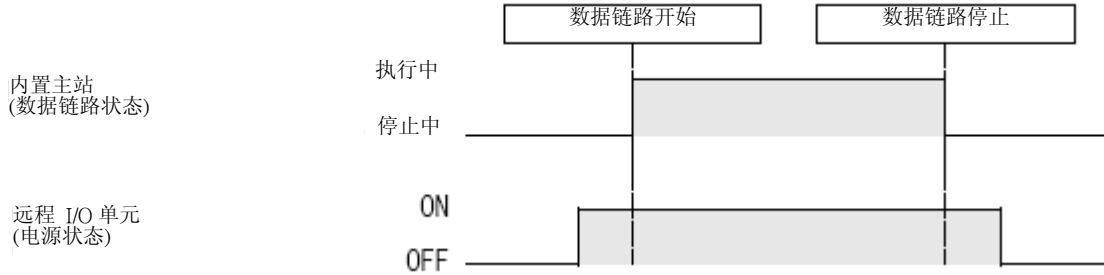 数据链路开始
数据链路停止
内置主站
(数据链路状态)
执行中
停止中
远程 I/O 单元
(电源状态)
ON
OFF